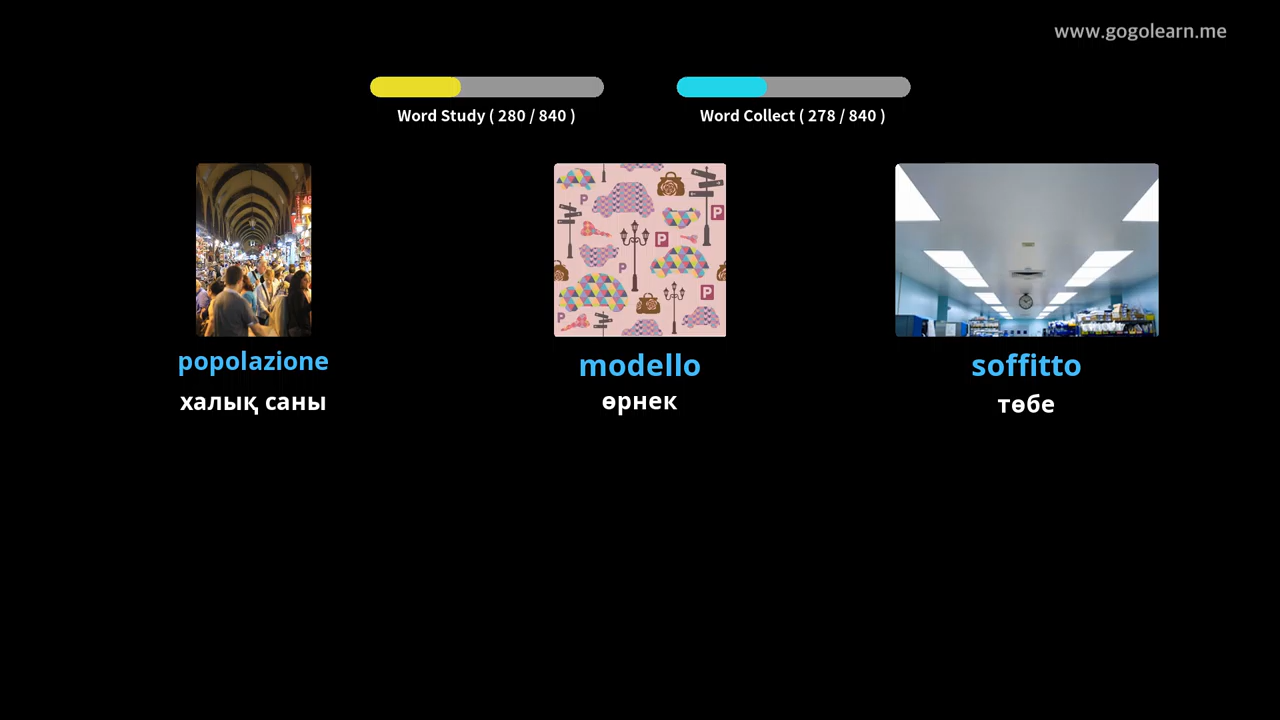 www.gogolearn.me
Word Study ( 280 / 840 )
Word Collect ( 278 / 840 )
P
P
P
P
P
P
popolazione
modello
soffitto
халық саны
өрнек
төбе